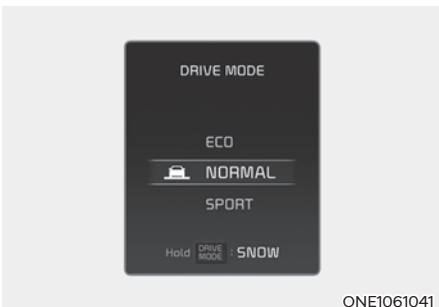 DRIVE MODE
ECO
NORMAL
SPORT
Hold DRIVE MODE : SNOW
ONE1061041